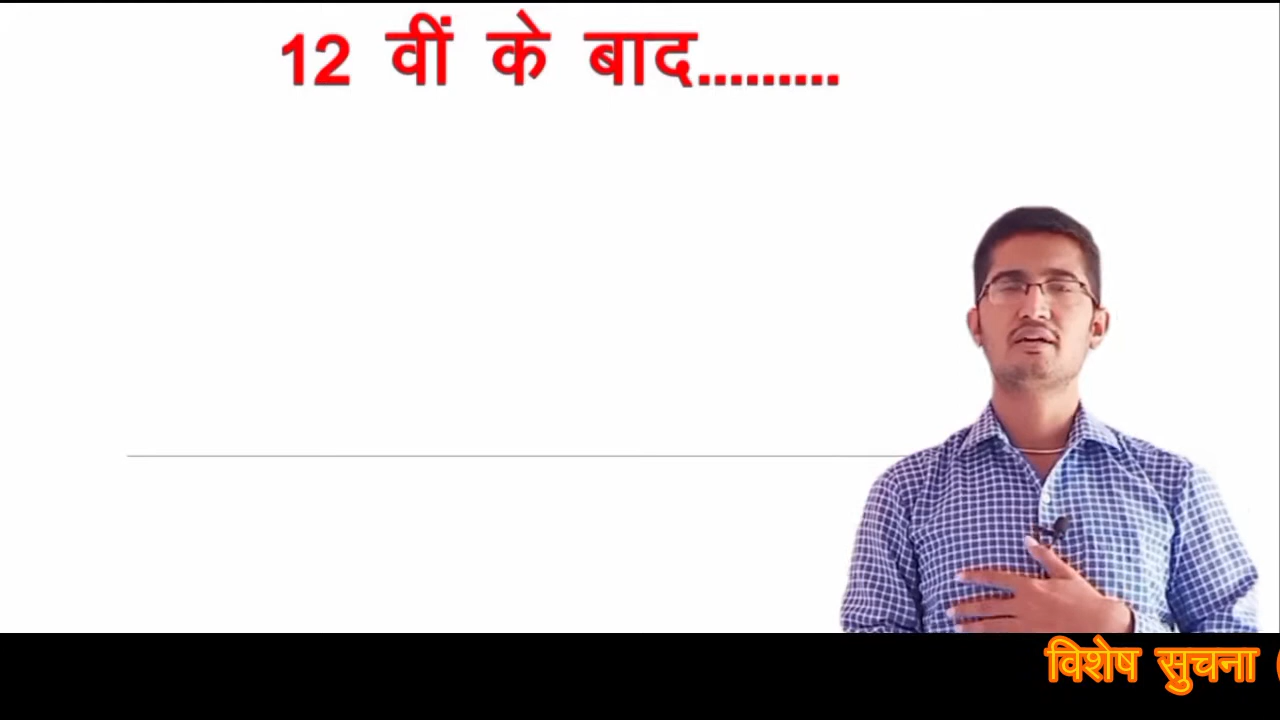 12 वीं के बाद.........
विशेष सुचना (